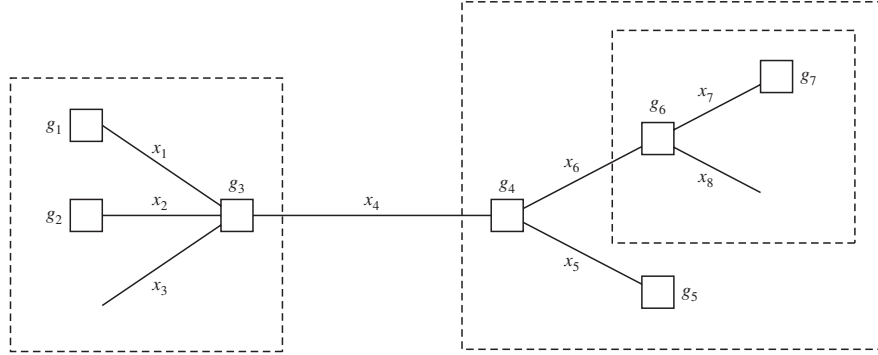 g₁
x₁
g₂
x₂
x₃
g₃
x₄
g₄
x₆
x₅
g₅
g₆
x₇
g₇
x₈